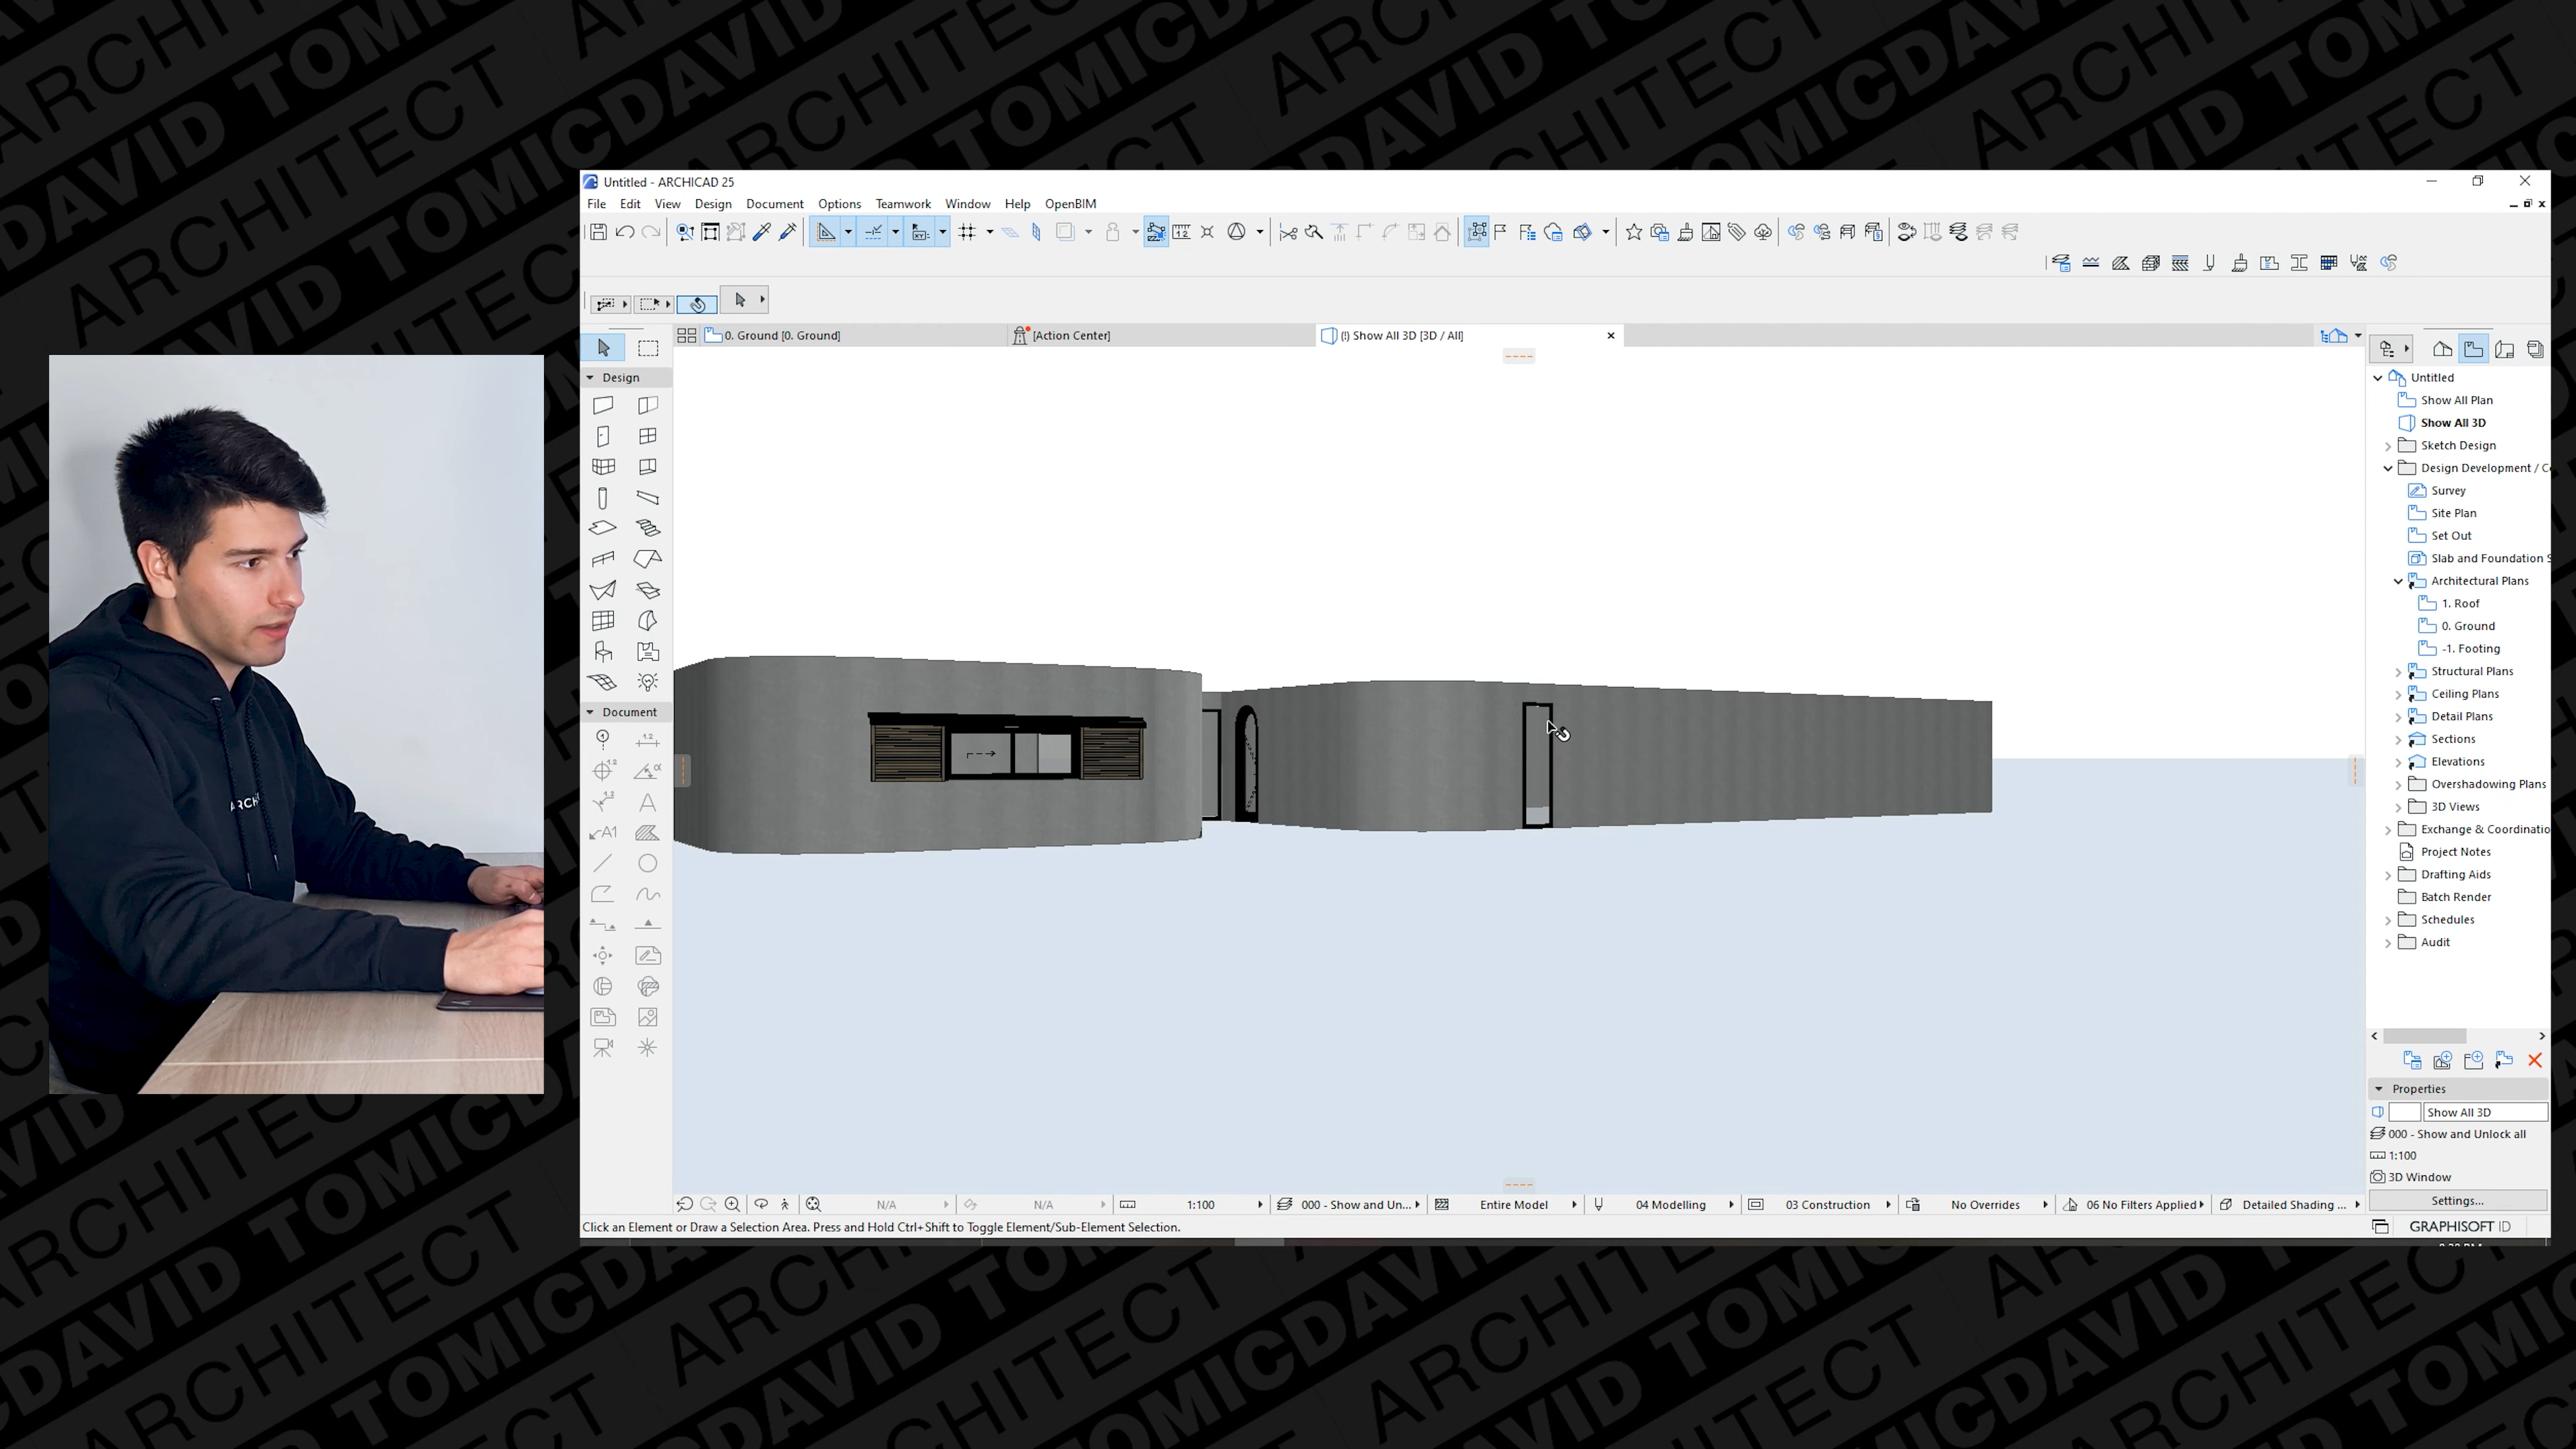 DAVID TOMIC
ARCHITECT
Untitled - ARCHICAD 25
File Edit View Design Document Options Teamwork Window Help OpenBIM
0. Ground [0. Ground]
[Action Center]
(!) Show All 3D [3D / All]
Design
Document
Untitled
Show All Plan
Show All 3D
Sketch Design
Design Development / C
Survey
Site Plan
Set Out
Slab and Foundation S
Architectural Plans
1. Roof
0. Ground
-1. Footing
Structural Plans
Ceiling Plans
Detail Plans
Sections
Elevations
Overshadowing Plans
3D Views
Exchange & Coordinatio
Project Notes
Drafting Aids
Batch Render
Schedules
Audit
Properties
Show All 3D
000 - Show and Unlock all
1:100
3D Window
Settings...
N/A N/A 1:100 000 - Show and Un... Entire Model 04 Modelling 03 Construction No Overrides 06 No Filters Applied Detailed Shading ...
Click an Element or Draw a Selection Area. Press and Hold Ctrl+Shift to Toggle Element/Sub-Element Selection.
GRAPHISOFT ID